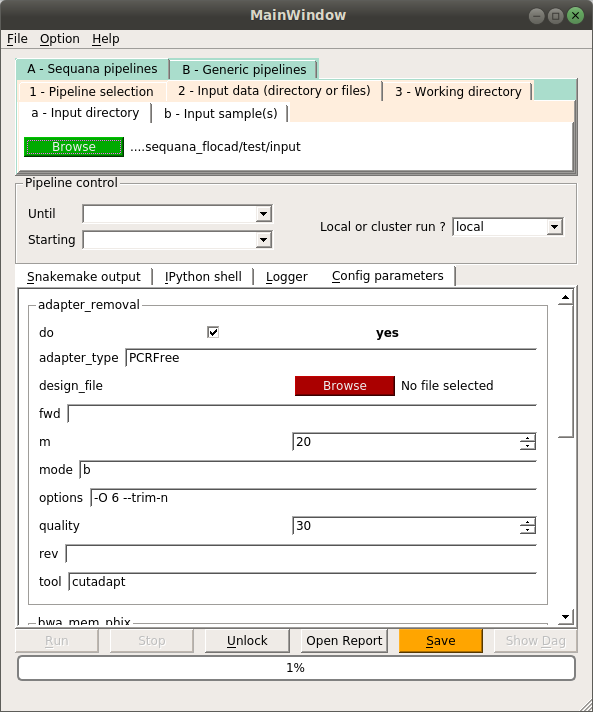 MainWindow
File Option Help
A - Sequana pipelines B - Generic pipelines
1 - Pipeline selection 2 - Input data (directory or files) 3 - Working directory
a - Input directory b - Input sample(s)
Browse ....sequana_flocad/test/input
Pipeline control
Until
Local or cluster run ? local
Starting
Snakemake output IPython shell Logger Config parameters
adapter_removal
do yes
adapter_type PCRFree
design_file Browse No file selected
fwd
m 20
mode b
options -O 6 --trim-n
quality 30
rev
tool cutadapt
bwa_mem_phix
Run Stop Unlock Open Report Save Show Dag
1%